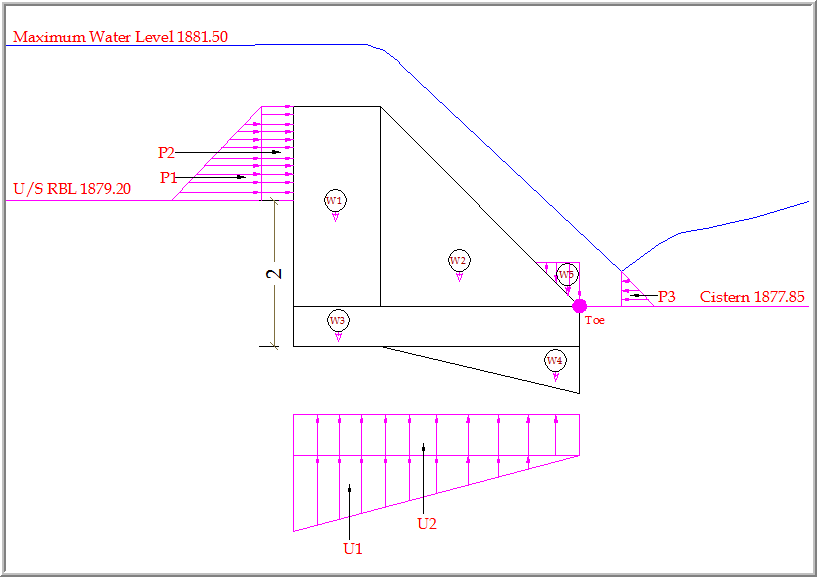 Maximum Water Level 1881.50
P2
P1
U/S RBL 1879.20
W1
2
W2
W5
P3
Cistern 1877.85
W3
Toe
W4
U2
U1